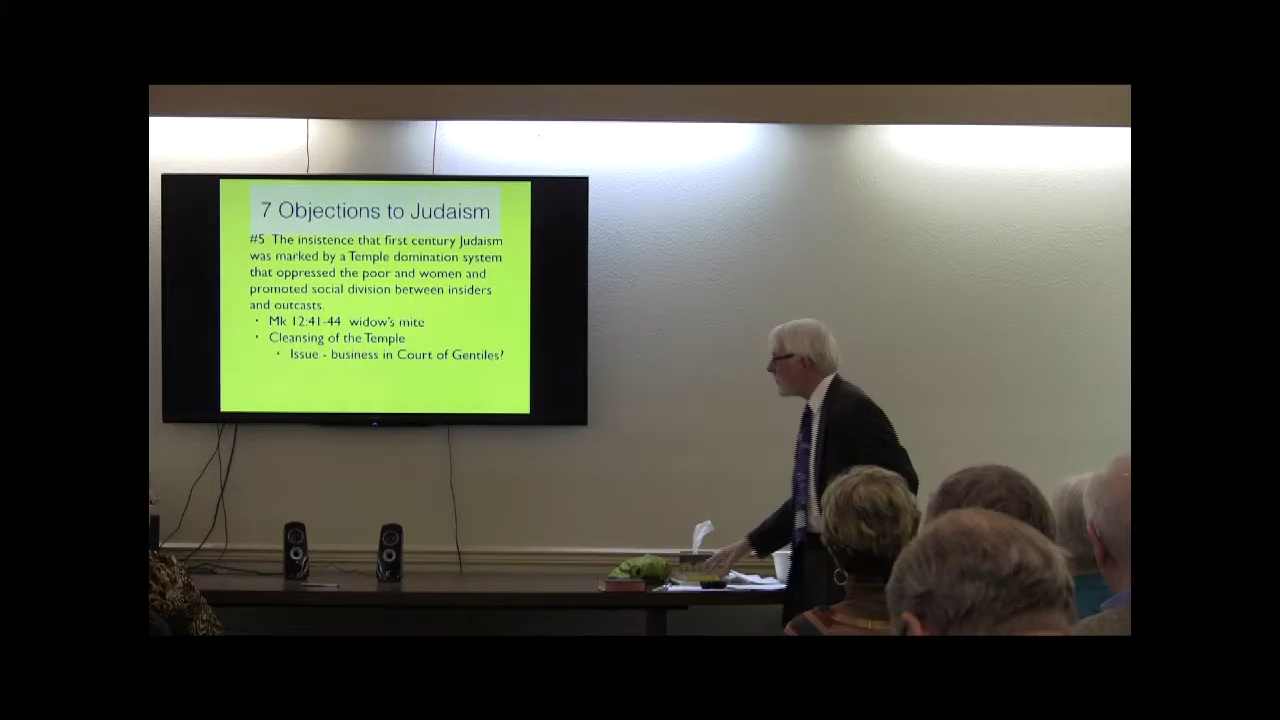 7 Objections to Judaism
#5 The insistence that first century Judaism
was marked by a Temple domination system
that oppressed the poor and women and
promoted social division between insiders
and outcasts.
• Mk 12:41-44 widow's mite
• Cleansing of the Temple
• Issue - business in Court of Gentiles?